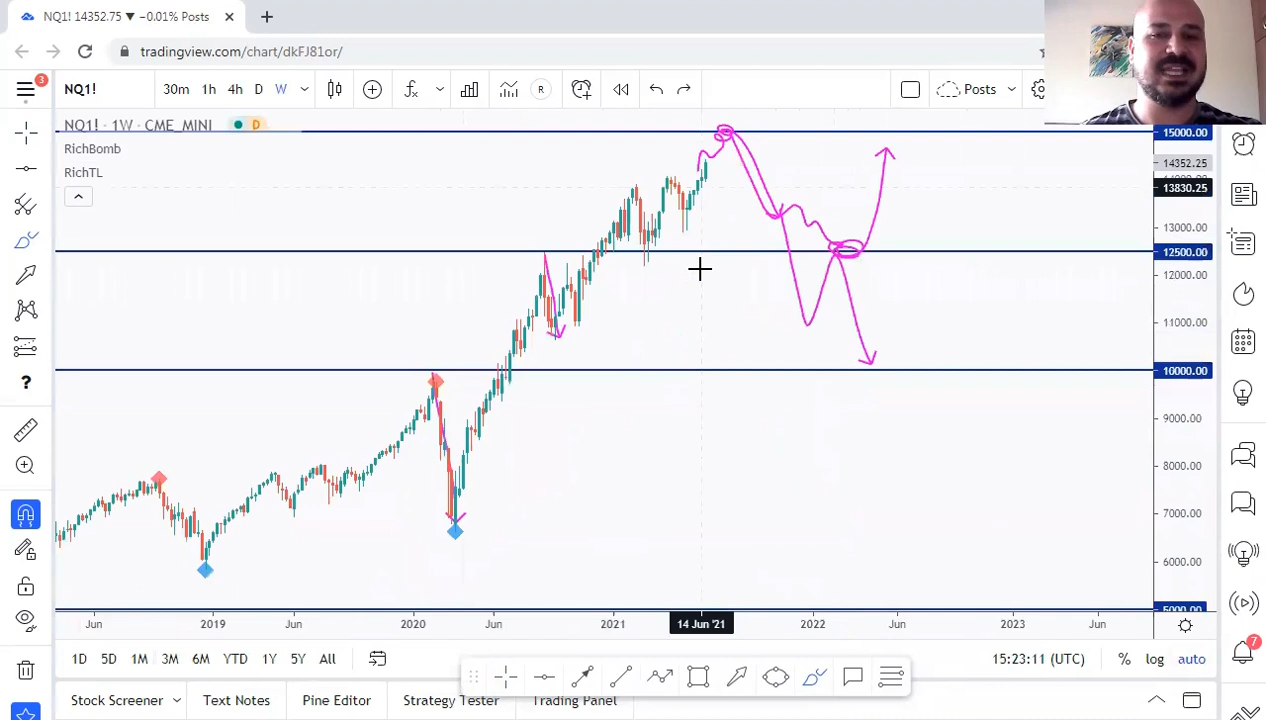 NQ1! 14352.75 ▼ −0.01% Posts
tradingview.com/chart/dkFJ81or/
3
NQ1!
30m 1h 4h D W
R
Posts
NQ1! · 1W · CME_MINI D
RichBomb
RichTL
15000.00
14352.25
13830.25
13000.00
12500.00
12000.00
11000.00
10000.00
9000.00
8000.00
7000.00
6000.00
5000.00
Jun 2019 Jun 2020 Jun 2021 14 Jun '21 2022 Jun 2023 Jun
1D 5D 1M 3M 6M YTD 1Y 5Y All
15:23:11 (UTC) % log auto
7
Stock Screener Text Notes Pine Editor Strategy Tester Trading Panel